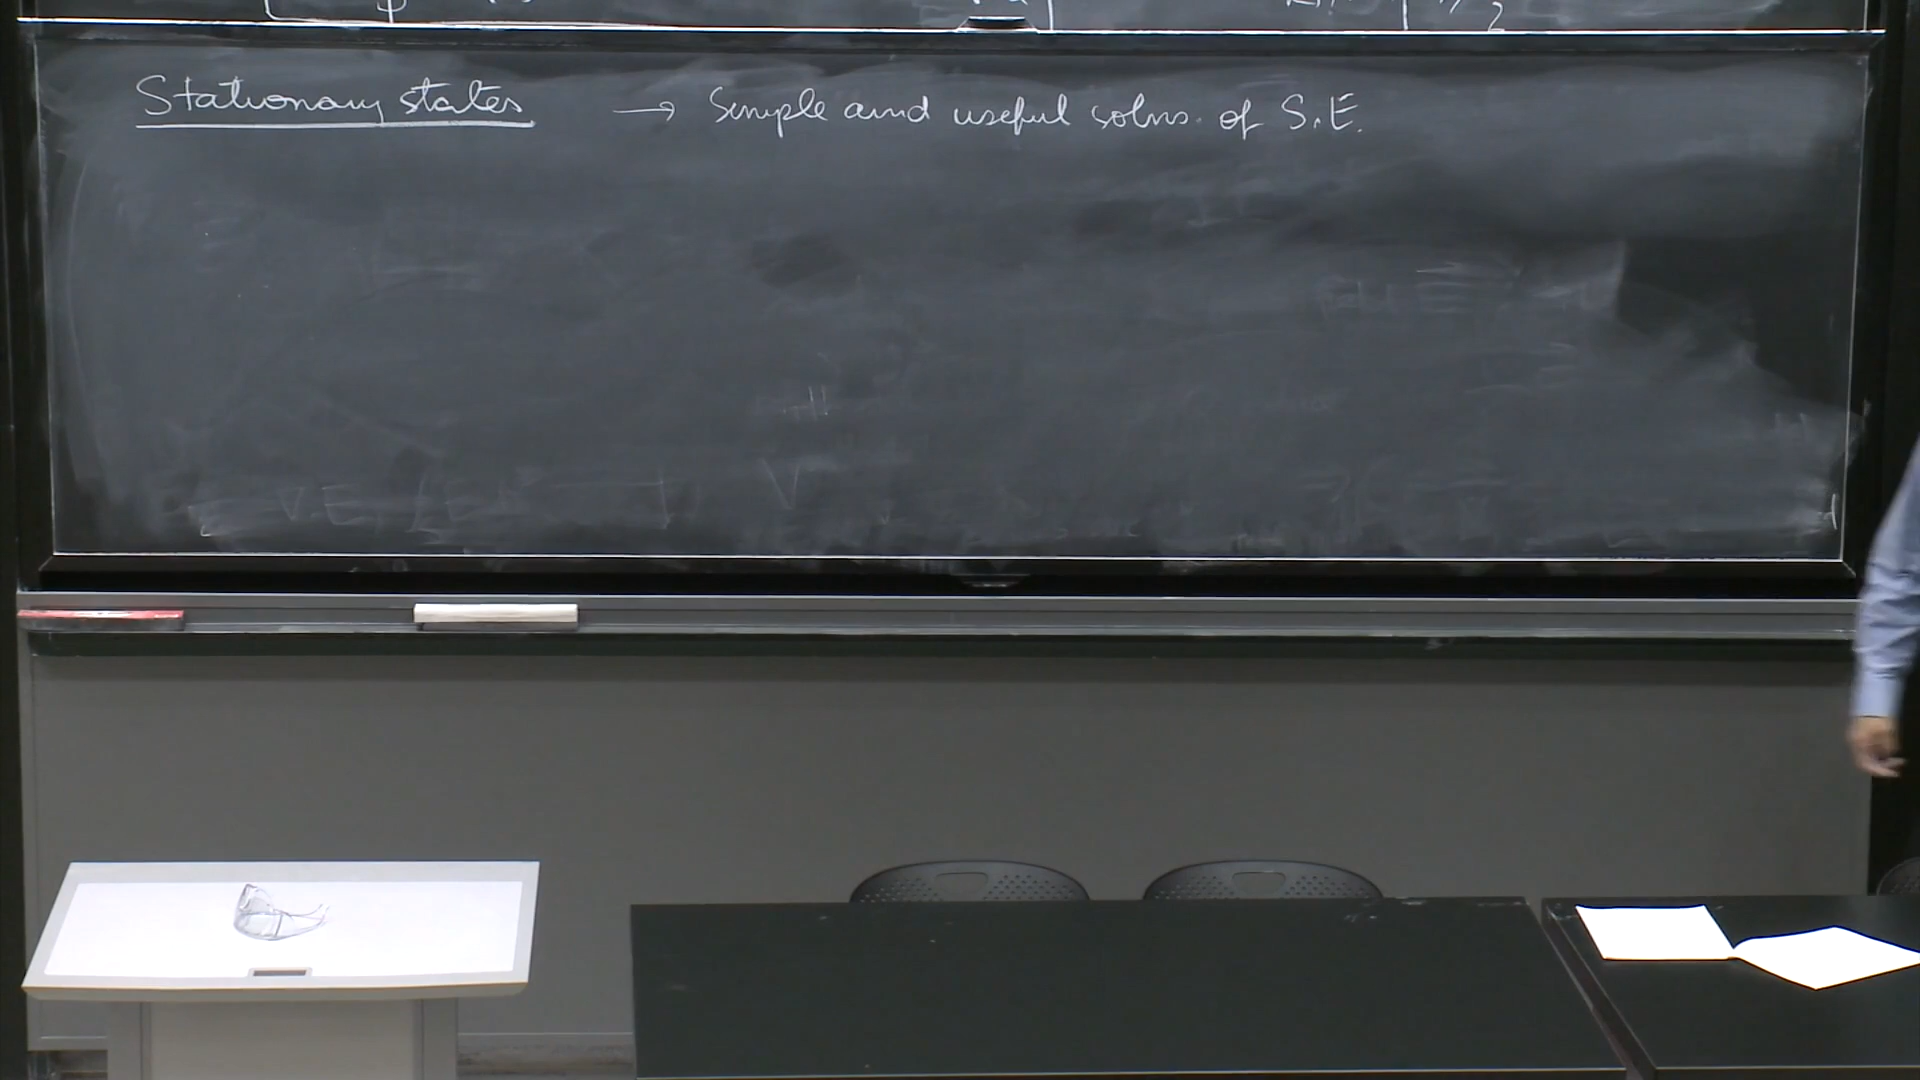 Stationary states → Simple and useful solns. of S.E.